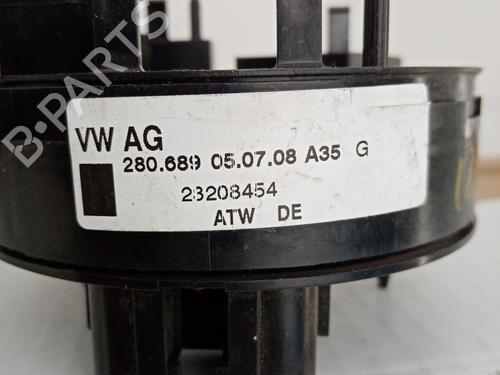 VW AG
280.689 05.07.08 A35 G
23208454
ATW DE
B-PARTS